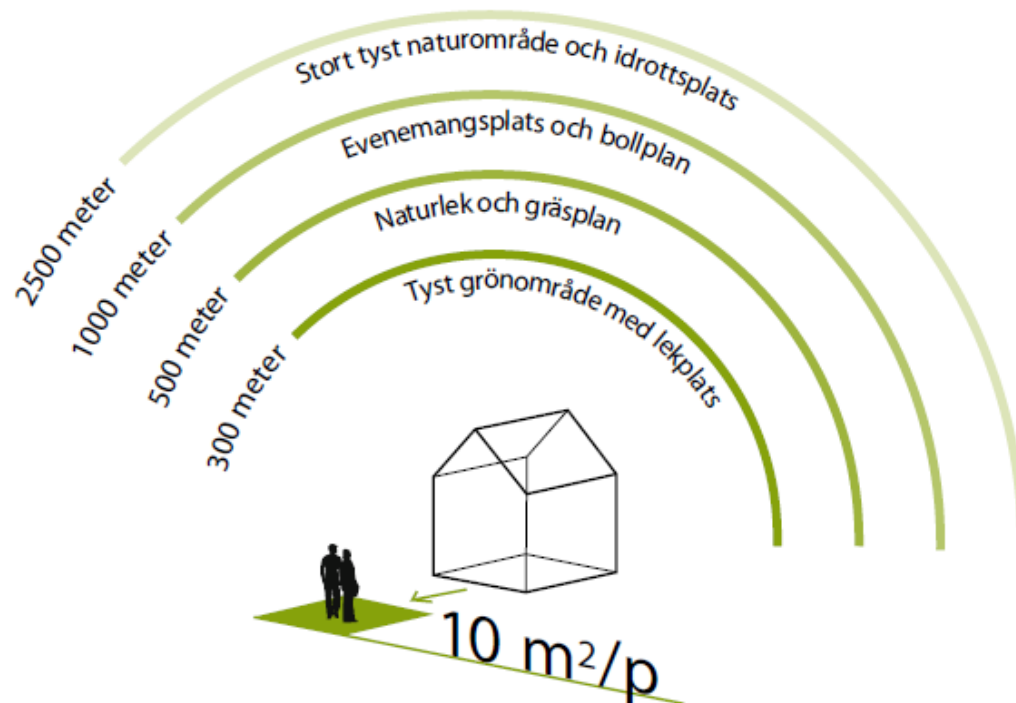 Stort tyst naturområde och idrottsplats
2500 meter
Evenemangsplats och bollplan
1000 meter
Naturlek och gräsplan
500 meter
Tyst grönområde med lekplats
300 meter
10 m²/p